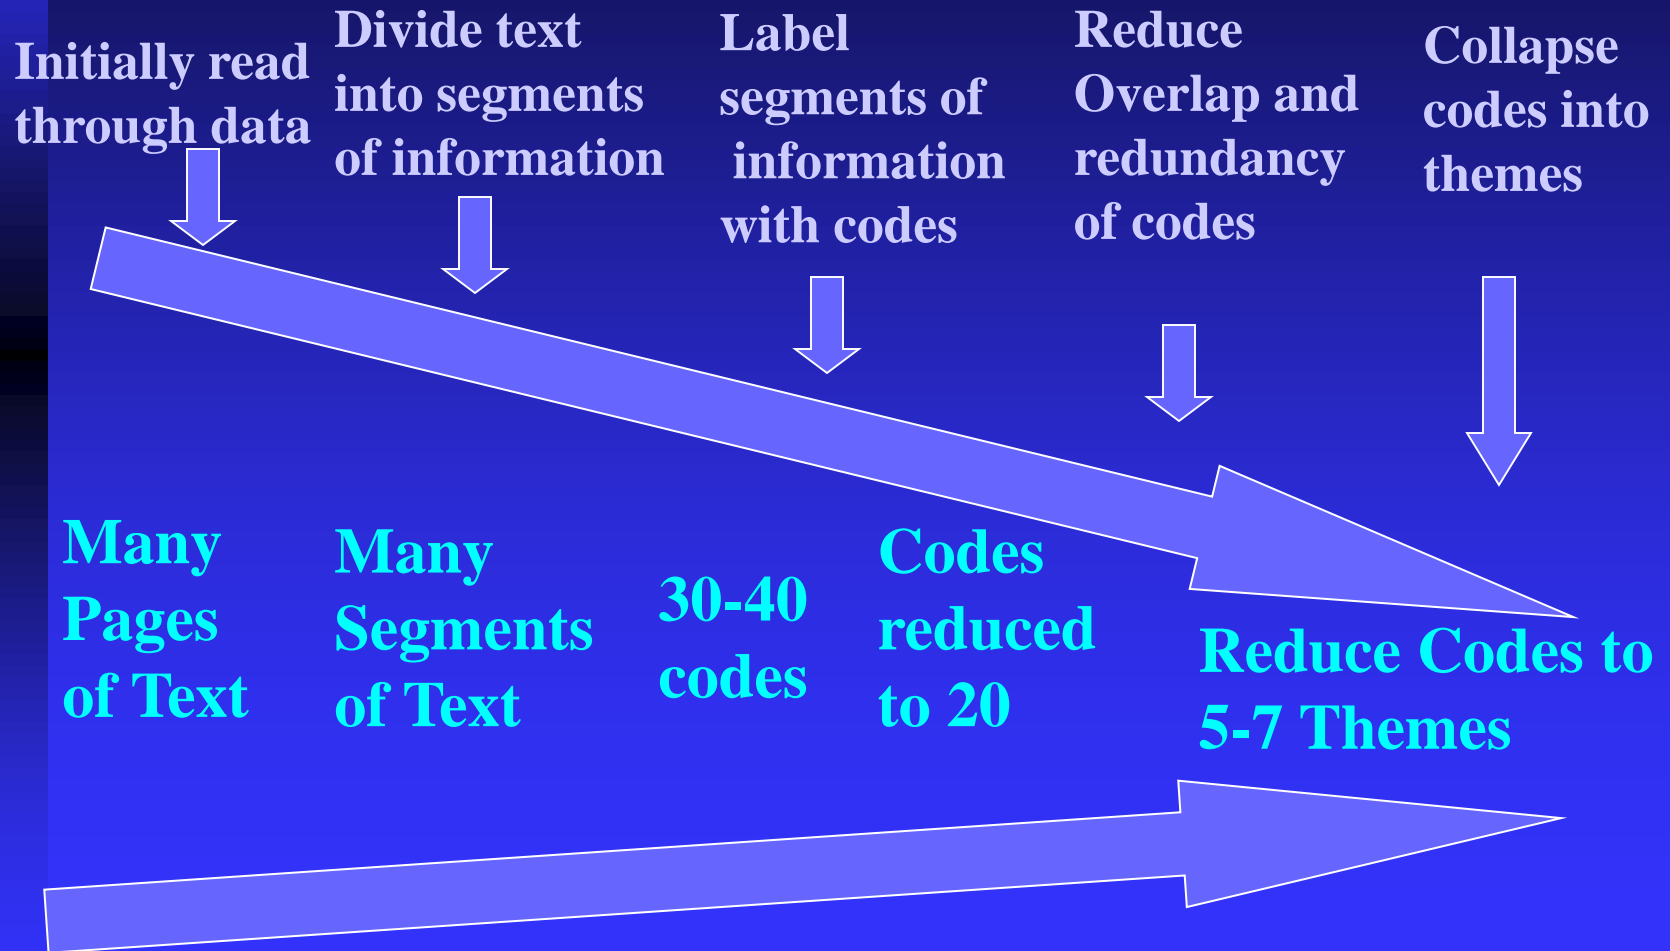 Initially read
through data
Divide text
into segments
of information
Label
segments of
information
with codes
Reduce
Overlap and
redundancy
of codes
Collapse
codes into
themes
Many
Pages
of Text
Many
Segments
of Text
30-40
codes
Codes
reduced
to 20
Reduce Codes to
5-7 Themes